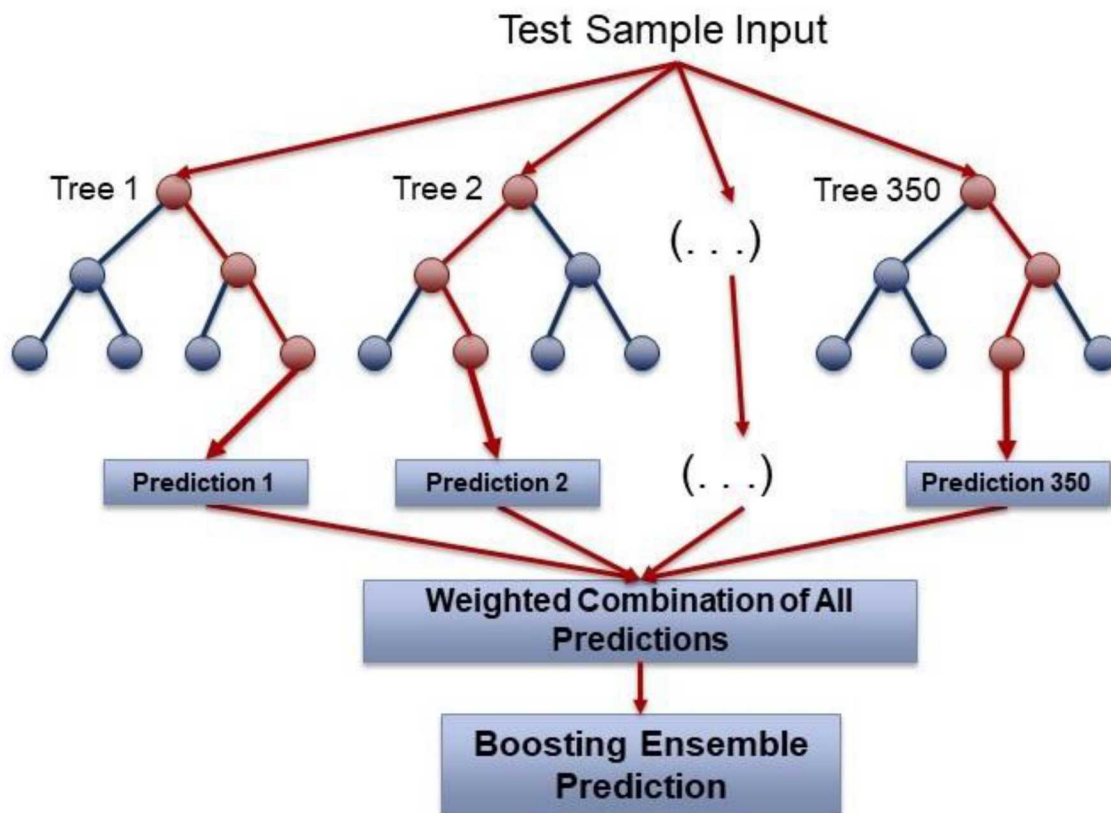 Test Sample Input
Tree 1
Tree 2
Tree 350
(. . .)
Prediction 1
Prediction 2
(. . .)
Prediction 350
Weighted Combination of All
Predictions
Boosting Ensemble
Prediction